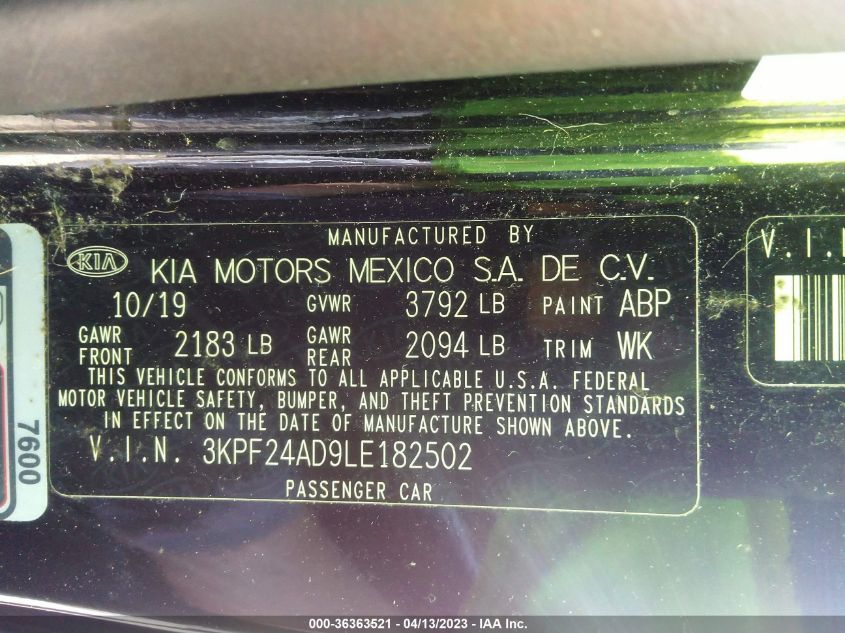 MANUFACTURED BY
KIA KIA MOTORS MEXICO S.A. DE C.V.
10/19 GVWR 3792 LB PAINT ABP
GAWR FRONT 2183 LB GAWR REAR 2094 LB TRIM WK
THIS VEHICLE CONFORMS TO ALL APPLICABLE U.S.A. FEDERAL
MOTOR VEHICLE SAFETY, BUMPER, AND THEFT PREVENTION STANDARDS
IN EFFECT ON THE DATE OF MANUFACTURE SHOWN ABOVE.
V.I.N. 3KPF24AD9LE182502
PASSENGER CAR
7600
V.I.N
000-36363521 - 04/13/2023 - IAA Inc.